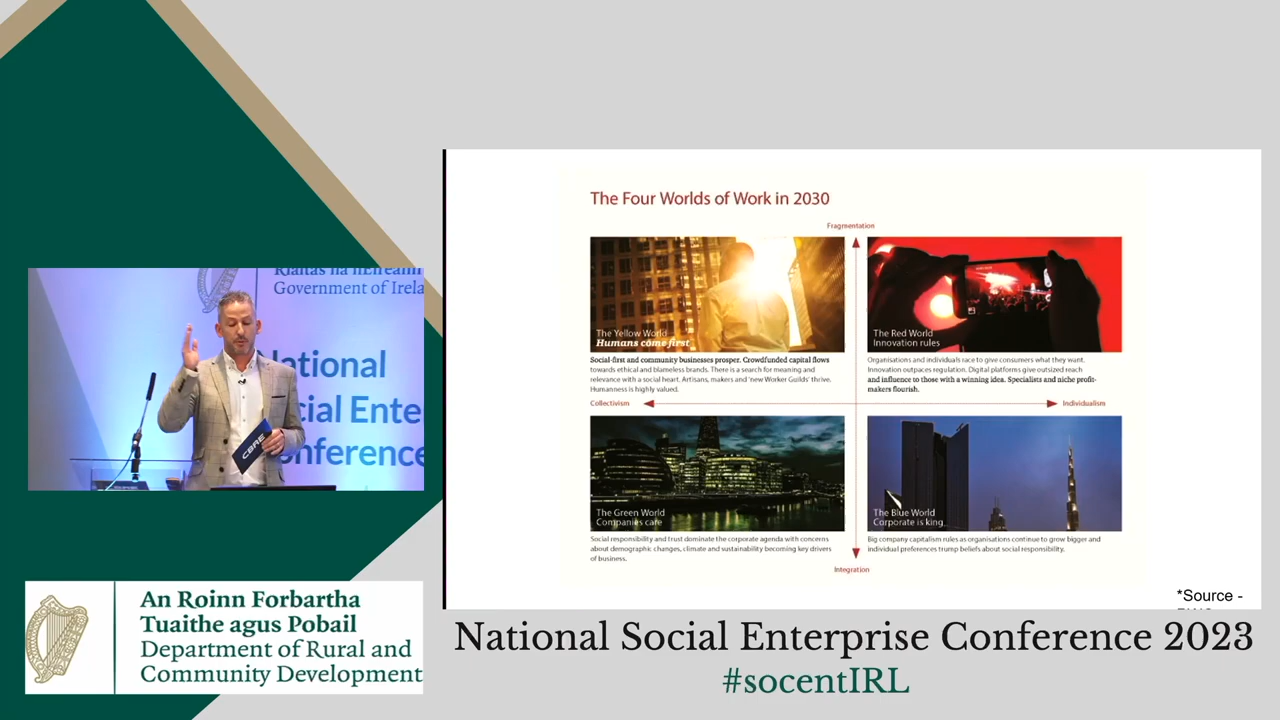 Rialtas na hÉireann
Government of Irela
National
cial Ente
onference
CBRE
An Roinn Forbartha
Tuaithe agus Pobail
Department of Rural and
Community Development
The Four Worlds of Work in 2030
Fragmentation
The Yellow World
Humans come first
Social-first and community businesses prosper. Crowdfunded capital flows
towards ethical and blameless brands. There is a search for meaning and
relevance with a social heart. Artisans, makers and 'new Worker Guilds' thrive.
Humanness is highly valued.
The Red World
Innovation rules
Organisations and individuals race to give consumers what they want.
Innovation outpaces regulation. Digital platforms give outsized reach
and influence to those with a winning idea. Specialists and niche profit-
makers flourish.
Collectivism
Individualism
The Green World
Companies care
Social responsibility and trust dominate the corporate agenda with concerns
about demographic changes, climate and sustainability becoming key drivers
of business.
The Blue World
Corporate is king
Big company capitalism rules as organisations continue to grow bigger and
individual preferences trump beliefs about social responsibility.
Integration
*Source -
National Social Enterprise Conference 2023
#socentIRL